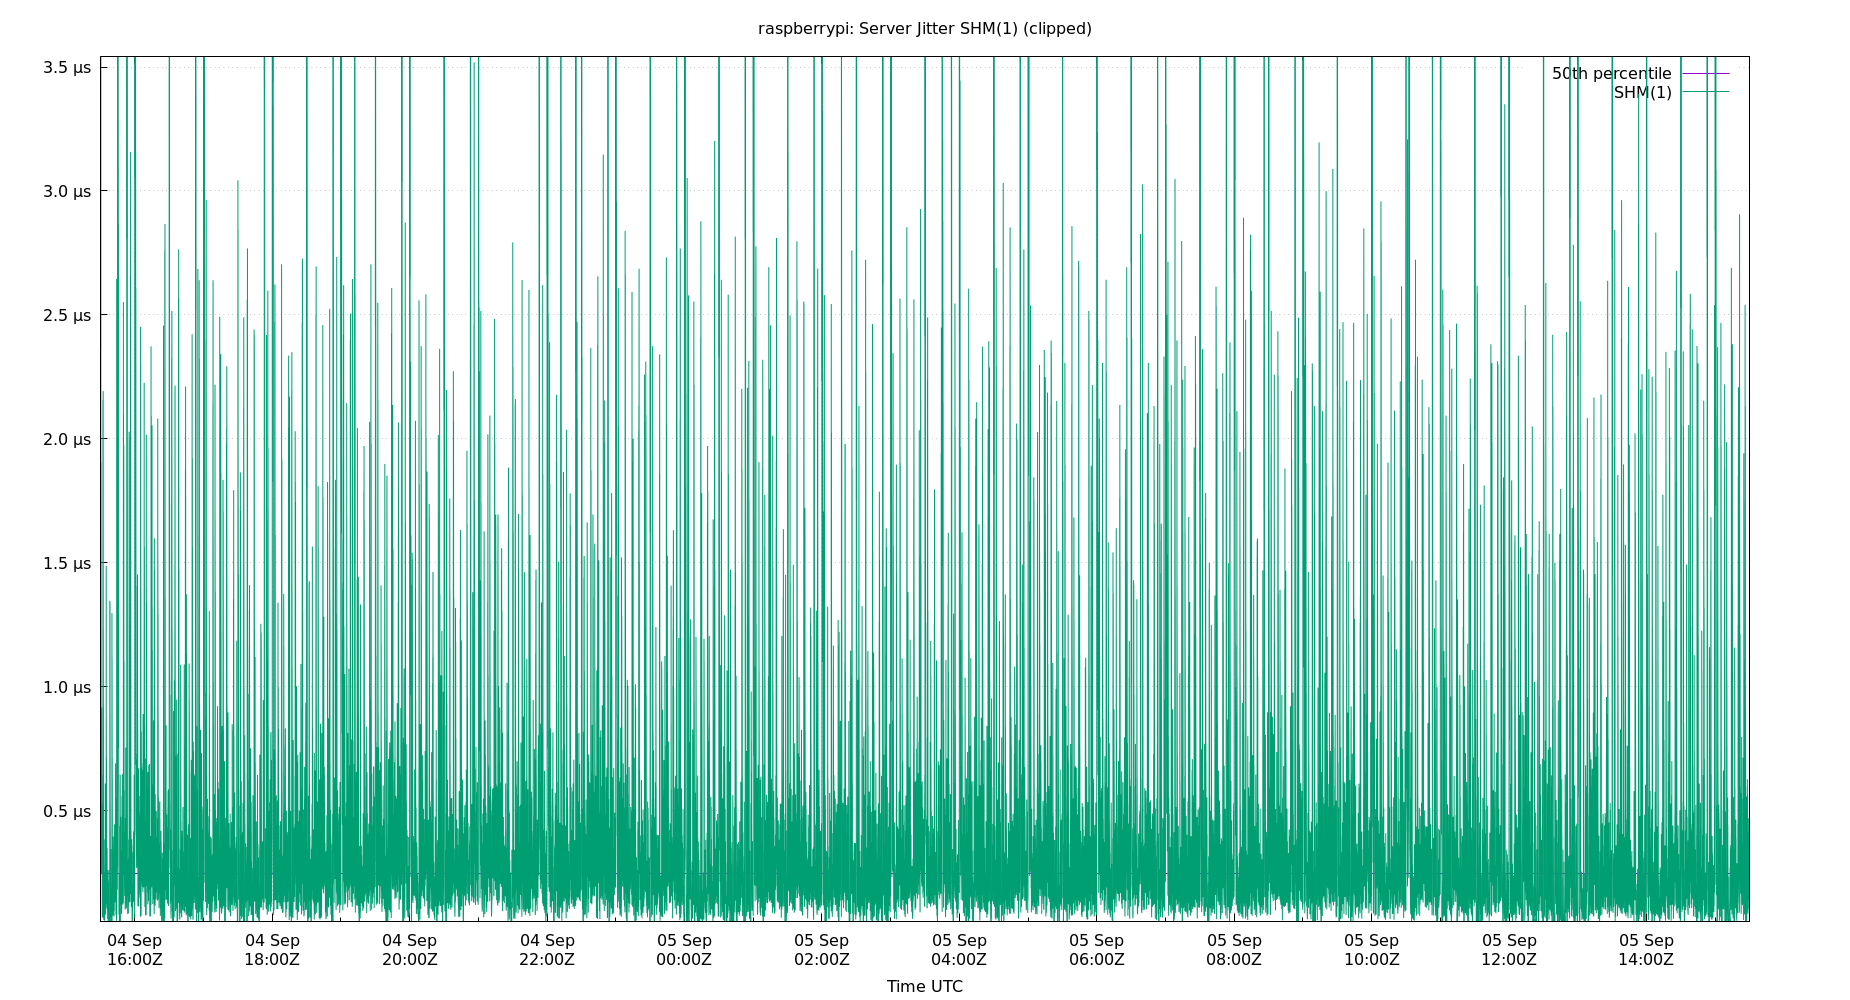 raspberrypi: Server Jitter SHM(1) (clipped)
3.5 µs
3.0 µs
2.5 µs
2.0 µs
1.5 µs
1.0 µs
0.5 µs
50th percentile
SHM(1)
04 Sep 04 Sep 04 Sep 04 Sep 05 Sep 05 Sep 05 Sep 05 Sep 05 Sep 05 Sep 05 Sep 05 Sep
16:00Z 18:00Z 20:00Z 22:00Z 00:00Z 02:00Z 04:00Z 06:00Z 08:00Z 10:00Z 12:00Z 14:00Z
Time UTC